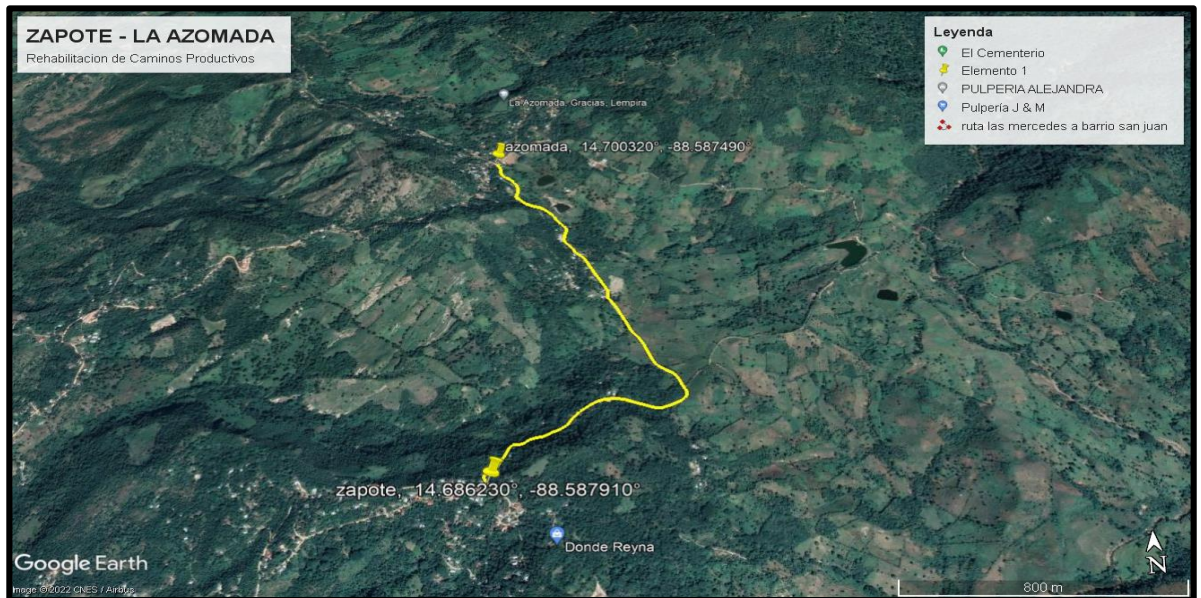 ZAPOTE - LA AZOMADA
Rehabilitacion de Caminos Productivos
Leyenda
El Cementerio
Elemento 1
PULPERIA ALEJANDRA
Pulpería J & M
ruta las mercedes a barrio san juan
La Azomada, Gracias, Lempira
azomada, 14.700320°, -88.587490°
zapote, 14.686230°, -88.587910°
Donde Reyna
Google Earth
Image © 2022 CNES / Airbus
N
800 m